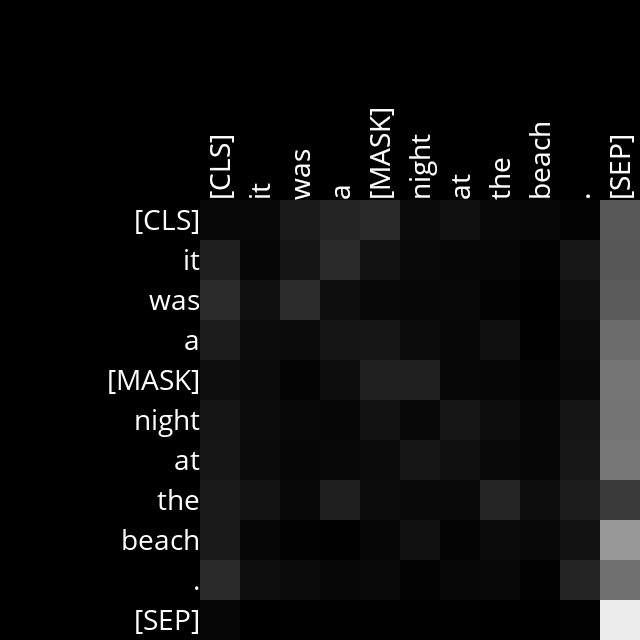 [CLS] it was a [MASK] night at the beach . [SEP]
[CLS]
it
was
a
[MASK]
night
at
the
beach
.
[SEP]